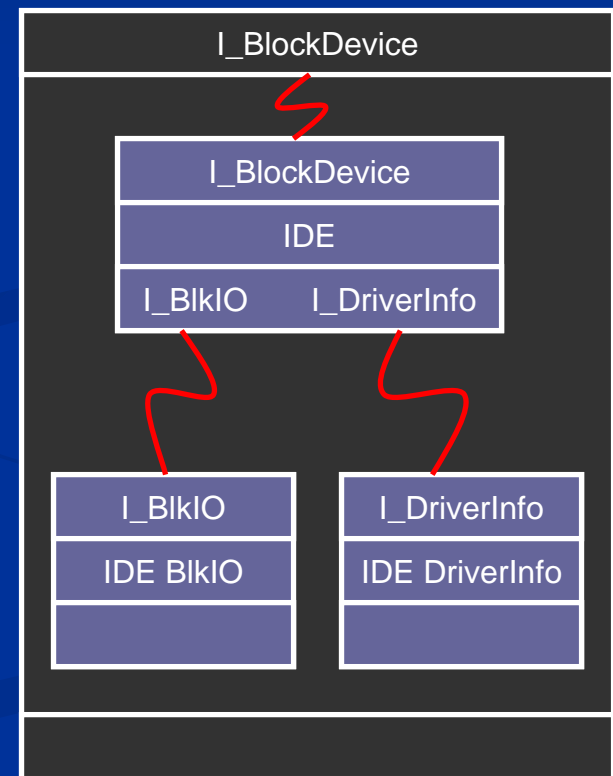 I_BlockDevice
I_BlockDevice
IDE
I_BlkIO I_DriverInfo
I_BlkIO I_DriverInfo
IDE BlkIO IDE DriverInfo